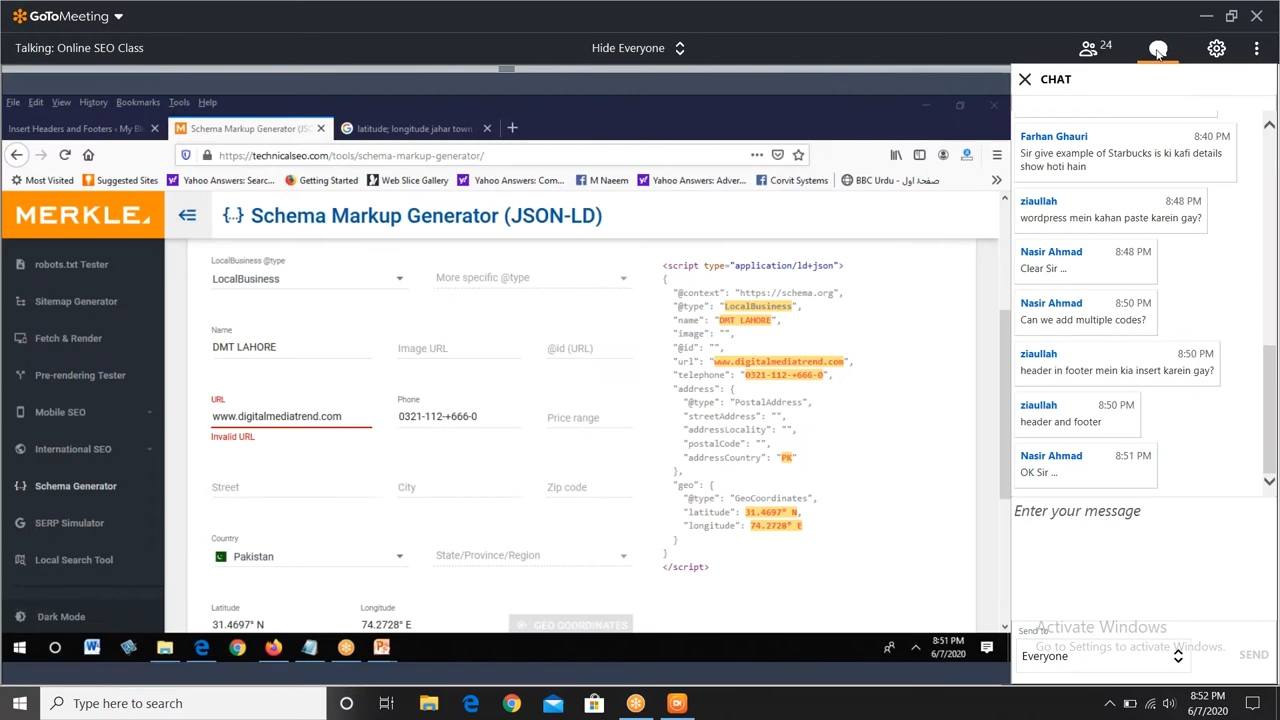 GoToMeeting
Talking: Online SEO Class
Hide Everyone
24
File Edit View History Bookmarks Tools Help
Insert Headers and Footers ‹ My Bl
Schema Markup Generator (JSO
latitude; longitude jahar town
https://technicalseo.com/tools/schema-markup-generator/
Most Visited
Suggested Sites
Yahoo Answers: Searc...
Getting Started
Web Slice Gallery
Yahoo Answers: Com...
M Naeem
Yahoo Answers: Adver...
Corvit Systems
BBC Urdu - صفحۂ اول
MERKLE
{..} Schema Markup Generator (JSON-LD)
robots.txt Tester
Sitemap Generator
Fetch & Render
Pre-rendering Tester
Mobile SEO
International SEO
Schema Generator
SERP Simulator
Local Search Tool
Dark Mode
LocalBusiness @type
LocalBusiness
More specific @type
Name
DMT LAHORE
Image URL
@id (URL)
URL
www.digitalmediatrend.com
Invalid URL
Phone
0321-112-+666-0
Price range
Street
City
Zip code
Country
Pakistan
State/Province/Region
Latitude
31.4697° N
Longitude
74.2728° E
GEO COORDINATES
<script type="application/ld+json">
{
"@context": "https://schema.org",
"@type": "LocalBusiness",
"name": "DMT LAHORE",
"image": "",
"@id": "",
"url": "www.digitalmediatrend.com",
"telephone": "0321-112-+666-0",
"address": {
"@type": "PostalAddress",
"streetAddress": "",
"addressLocality": "",
"postalCode": "",
"addressCountry": "PK"
},
"geo": {
"@type": "GeoCoordinates",
"latitude": 31.4697° N,
"longitude": 74.2728° E
}
}
</script>
8:51 PM
6/7/2020
CHAT
Farhan Ghauri 8:40 PM
Sir give example of Starbucks is ki kafi details
show hoti hain
ziaullah 8:48 PM
wordpress mein kahan paste karein gay?
Nasir Ahmad 8:48 PM
Clear Sir ...
Nasir Ahmad 8:50 PM
Can we add multiple codes?
ziaullah 8:50 PM
header in footer mein kia insert karein gay?
ziaullah 8:50 PM
header and footer
Nasir Ahmad 8:51 PM
OK Sir ...
Enter your message
Activate Windows
Go to Settings to activate Windows.
Send to
Everyone
SEND
Type here to search
8:52 PM
6/7/2020